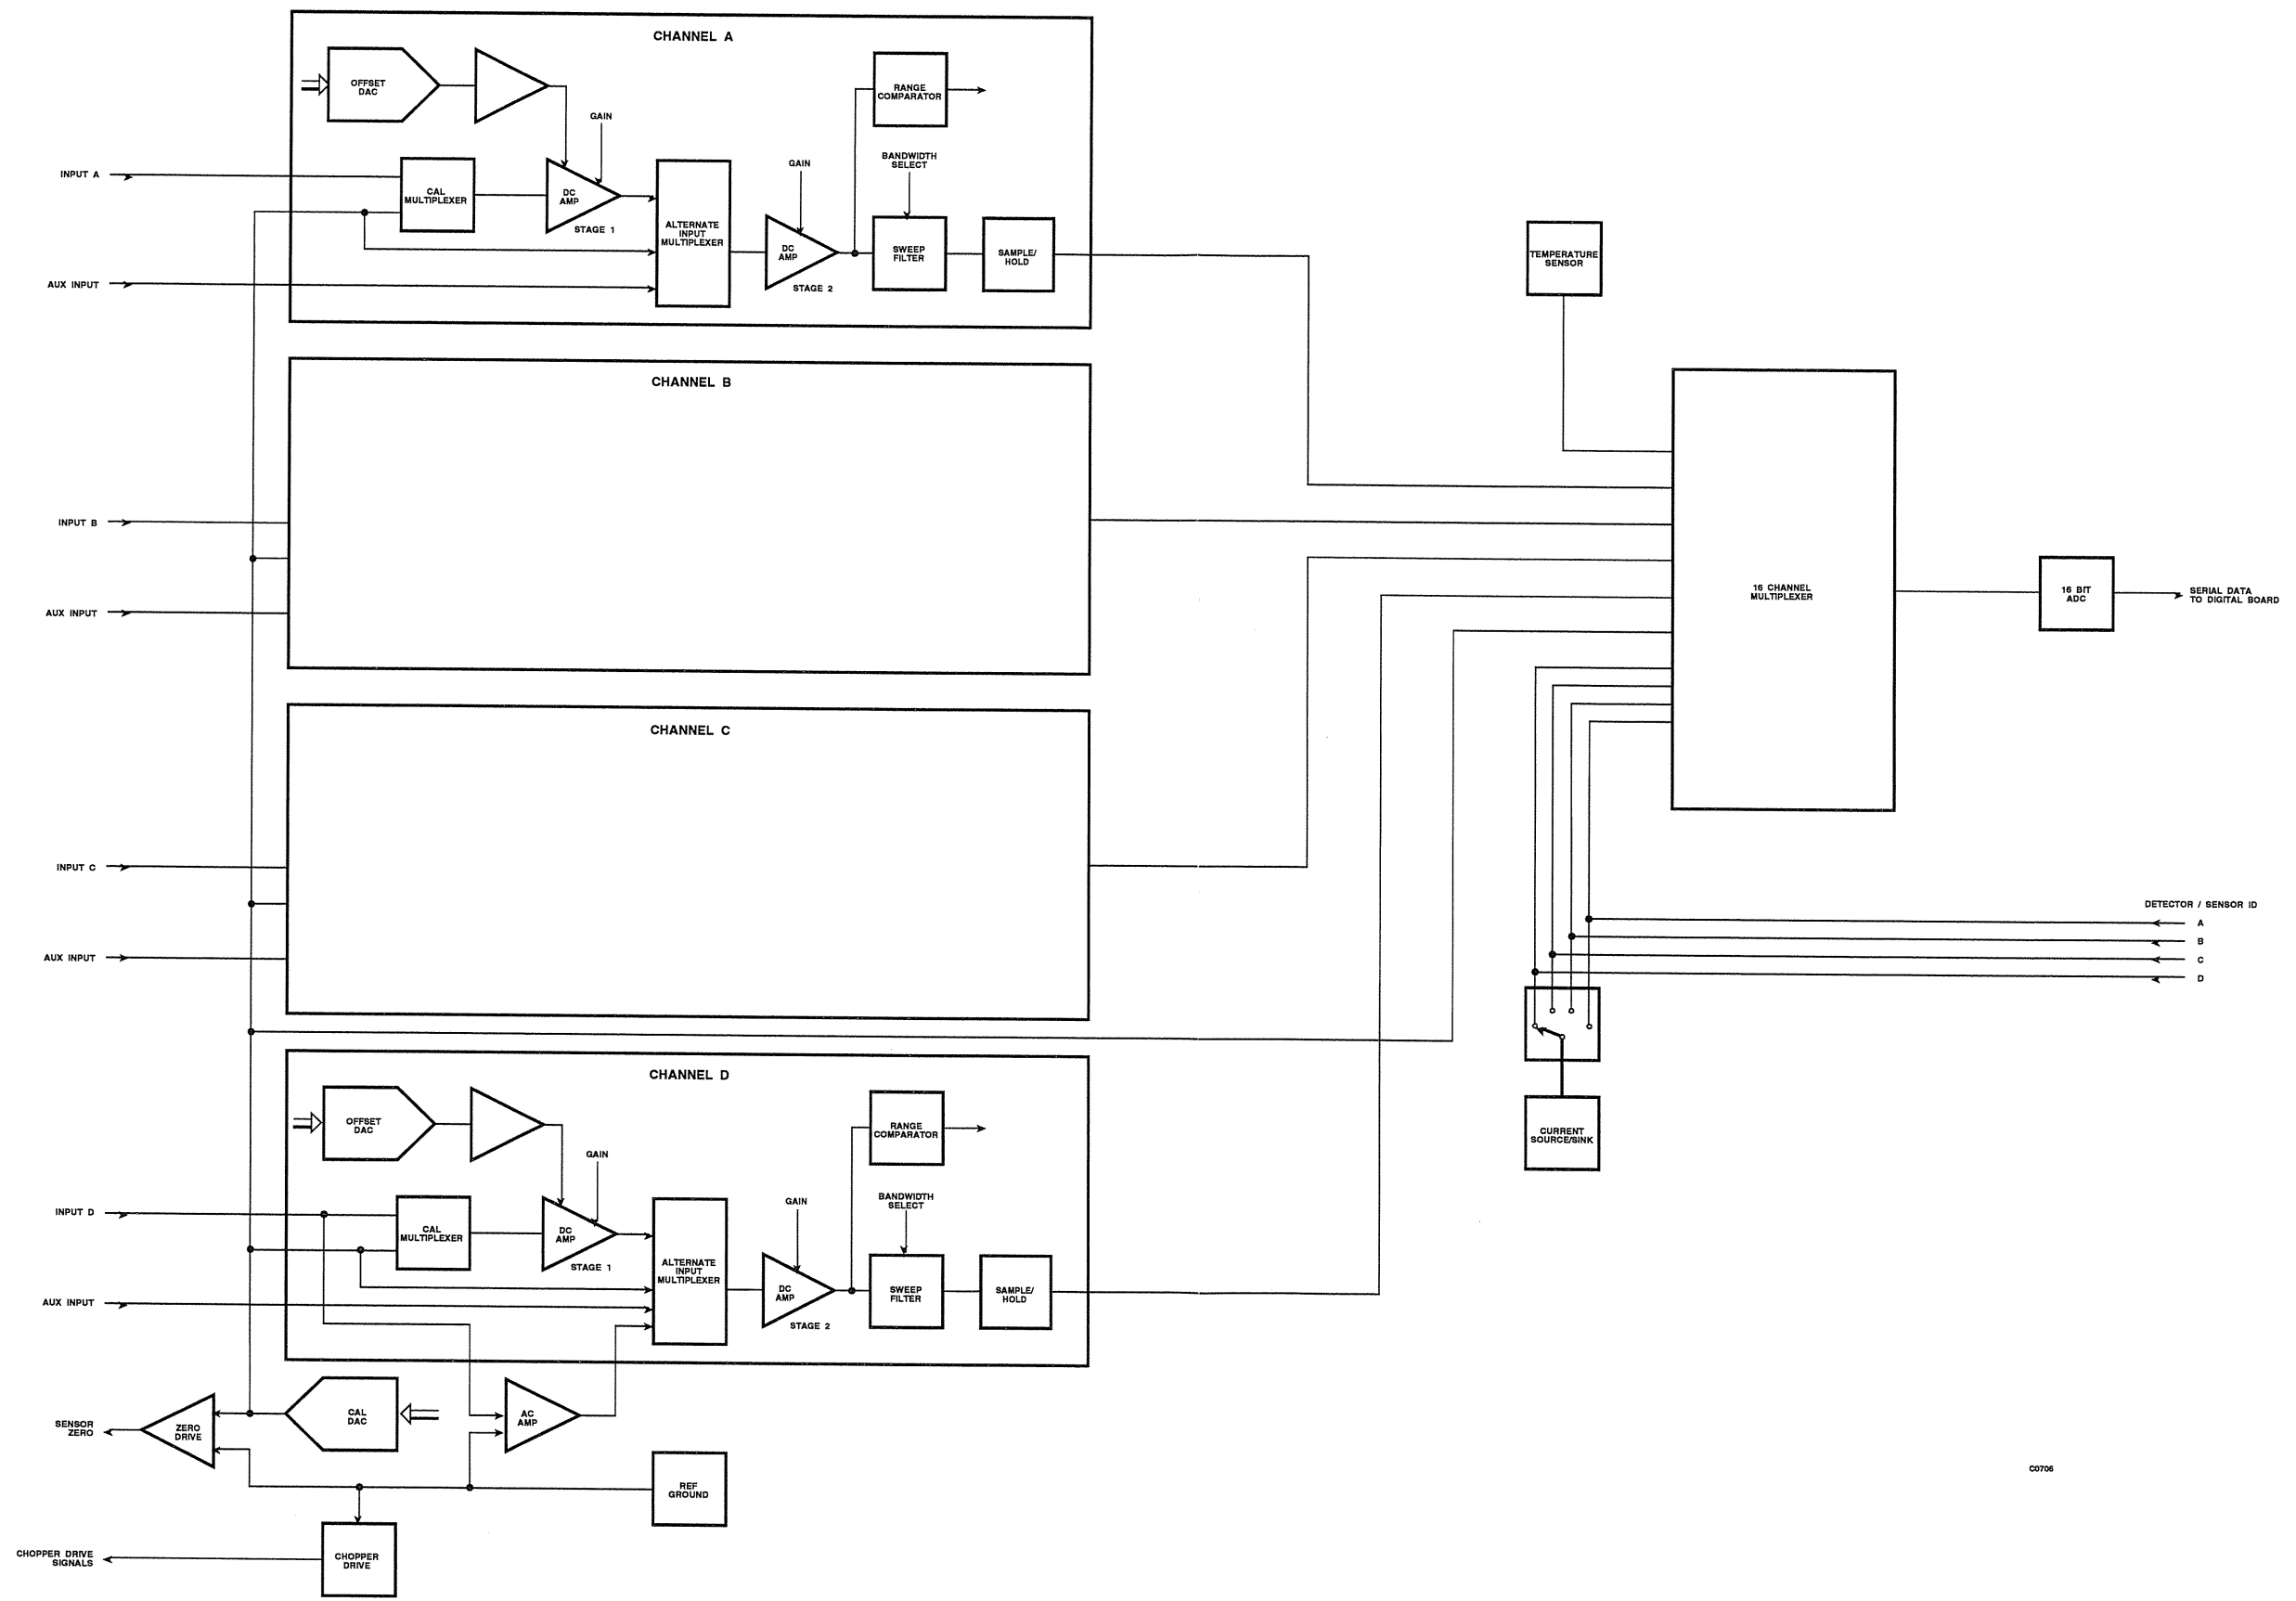 CHANNEL A
OFFSET
DAC
RANGE
COMPARATOR
GAIN
BANDWIDTH
SELECT
GAIN
INPUT A
CAL
MULTIPLEXER
DC
AMP
STAGE 1
ALTERNATE
INPUT
MULTIPLEXER
DC
AMP
STAGE 2
SWEEP
FILTER
SAMPLE/
HOLD
AUX INPUT
TEMPERATURE
SENSOR
CHANNEL B
INPUT B
AUX INPUT
16 CHANNEL
MULTIPLEXER
16 BIT
ADC
SERIAL DATA
TO DIGITAL BOARD
CHANNEL C
INPUT C
AUX INPUT
DETECTOR / SENSOR ID
A
B
C
D
CURRENT
SOURCE/SINK
CHANNEL D
OFFSET
DAC
RANGE
COMPARATOR
GAIN
BANDWIDTH
SELECT
GAIN
INPUT D
CAL
MULTIPLEXER
DC
AMP
STAGE 1
ALTERNATE
INPUT
MULTIPLEXER
DC
AMP
STAGE 2
SWEEP
FILTER
SAMPLE/
HOLD
AUX INPUT
SENSOR
ZERO
ZERO
DRIVE
CAL
DAC
AC
AMP
REF
GROUND
C0706
CHOPPER DRIVE
SIGNALS
CHOPPER
DRIVE